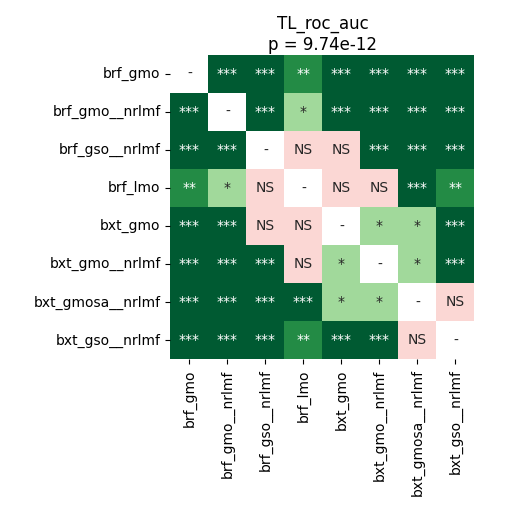 TL_roc_auc
p = 9.74e-12
brf_gmo - *** *** ** *** *** *** ***
brf_gmo__nrlmf *** - *** * *** *** *** ***
brf_gso__nrlmf *** *** - NS NS *** *** ***
brf_lmo ** * NS - NS NS *** **
bxt_gmo *** *** NS NS - * * ***
bxt_gmo__nrlmf *** *** *** NS * - * ***
bxt_gmosa__nrlmf *** *** *** *** * * - NS
bxt_gso__nrlmf *** *** *** ** *** *** NS -
brf_gmo
brf_gmo__nrlmf
brf_gso__nrlmf
brf_lmo
bxt_gmo
bxt_gmo__nrlmf
bxt_gmosa__nrlmf
bxt_gso__nrlmf